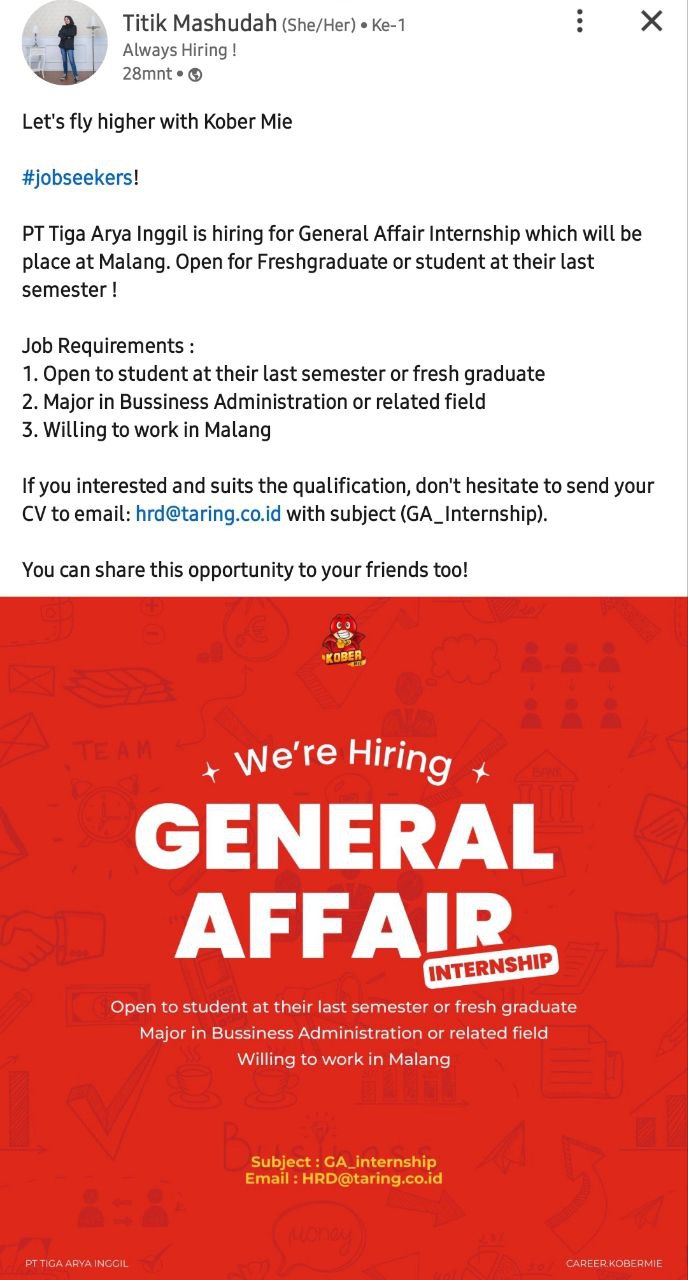 Titik Mashudah (She/Her) • Ke-1
Always Hiring !
28mnt •
Let's fly higher with Kober Mie
#jobseekers!
PT Tiga Arya Inggil is hiring for General Affair Internship which will be
place at Malang. Open for Freshgraduate or student at their last
semester !
Job Requirements :
1. Open to student at their last semester or fresh graduate
2. Major in Bussiness Administration or related field
3. Willing to work in Malang
If you interested and suits the qualification, don't hesitate to send your
CV to email: hrd@taring.co.id with subject (GA_Internship).
You can share this opportunity to your friends too!
KOBER
MIE
TEAM
BANK
We're Hiring
GENERAL
AFFAIR
INTERNSHIP
Open to student at their last semester or fresh graduate
Major in Bussiness Administration or related field
Willing to work in Malang
Business
Subject : GA_internship
Email : HRD@taring.co.id
money
PT TIGA ARYA INGGIL
CAREER.KOBERMIE